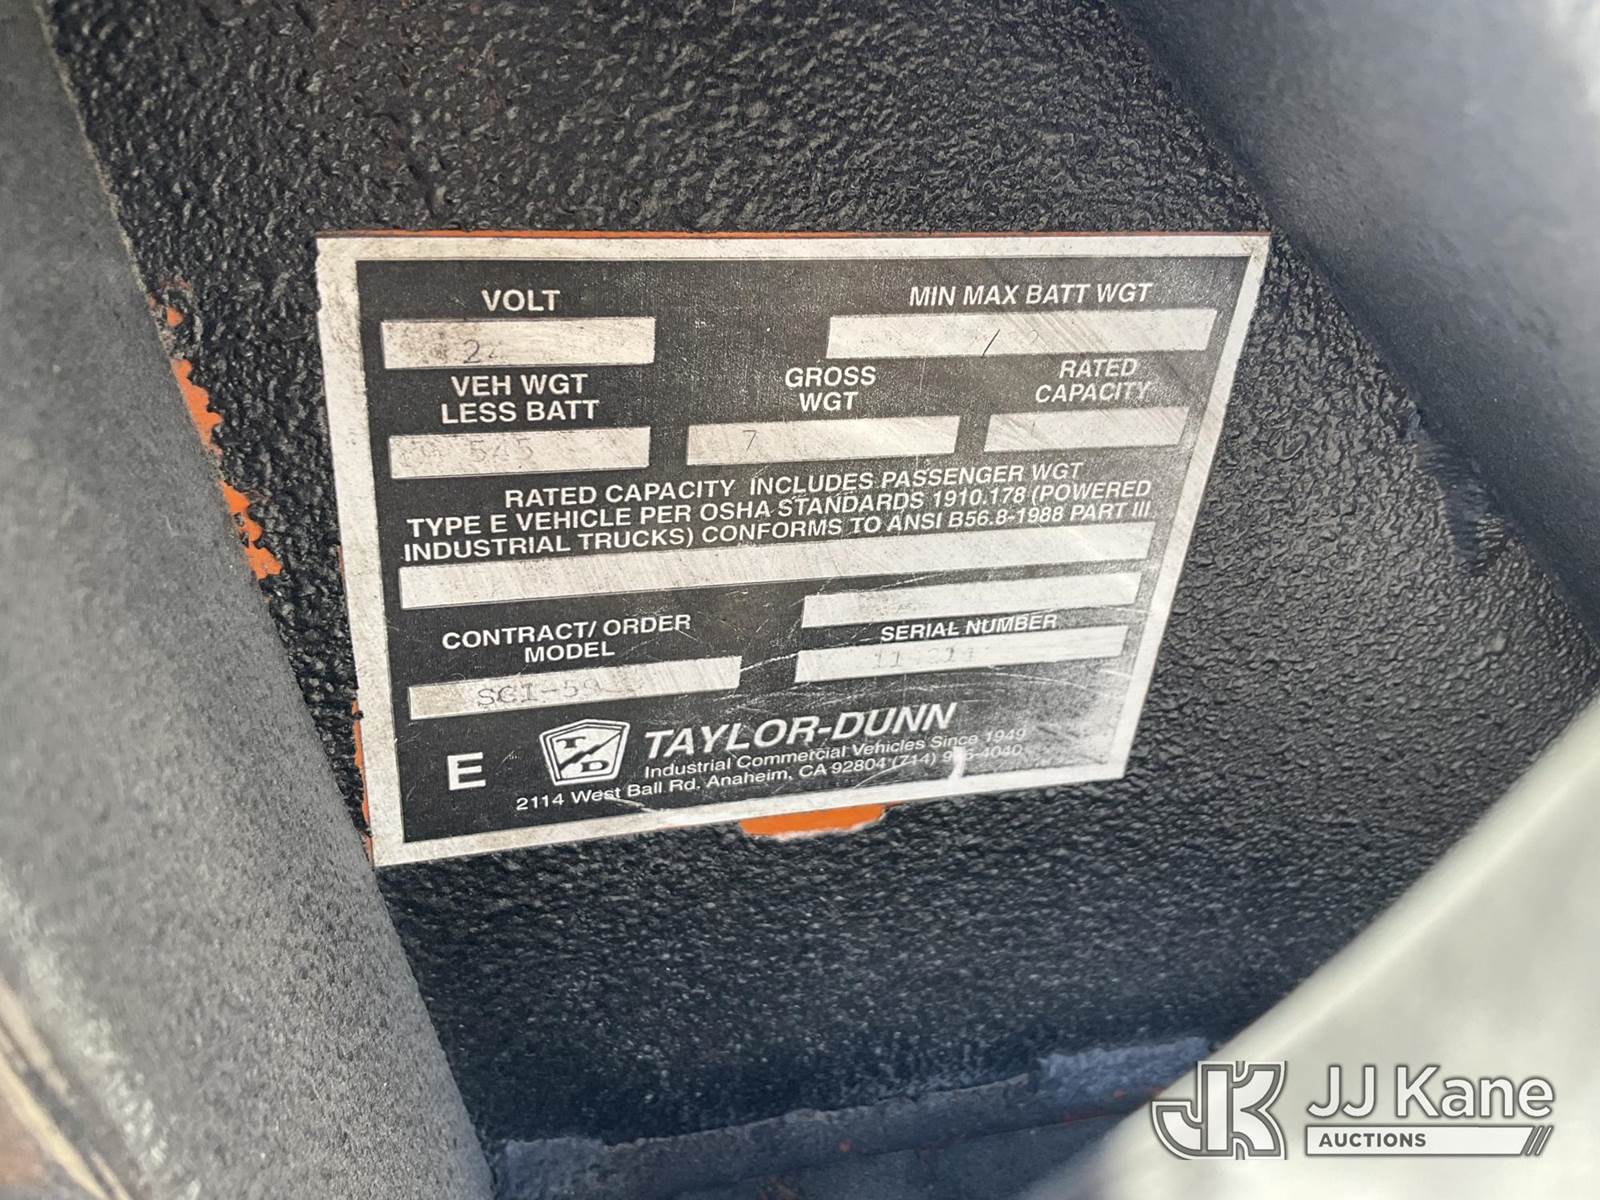 VOLT
MIN MAX BATT WGT
VEH WGT
LESS BATT
GROSS
WGT
RATED
CAPACITY
545
7
RATED CAPACITY INCLUDES PASSENGER WGT
TYPE E VEHICLE PER OSHA STANDARDS 1910.178 (POWERED
INDUSTRIAL TRUCKS) CONFORMS TO ANSI B56.8-1988 PART III
CONTRACT/ ORDER
MODEL
SERIAL NUMBER
E
T/D
TAYLOR-DUNN
Industrial Commercial Vehicles Since 1949
2114 West Ball Rd. Anaheim, CA 92804 (714)
JK
JJ Kane
AUCTIONS